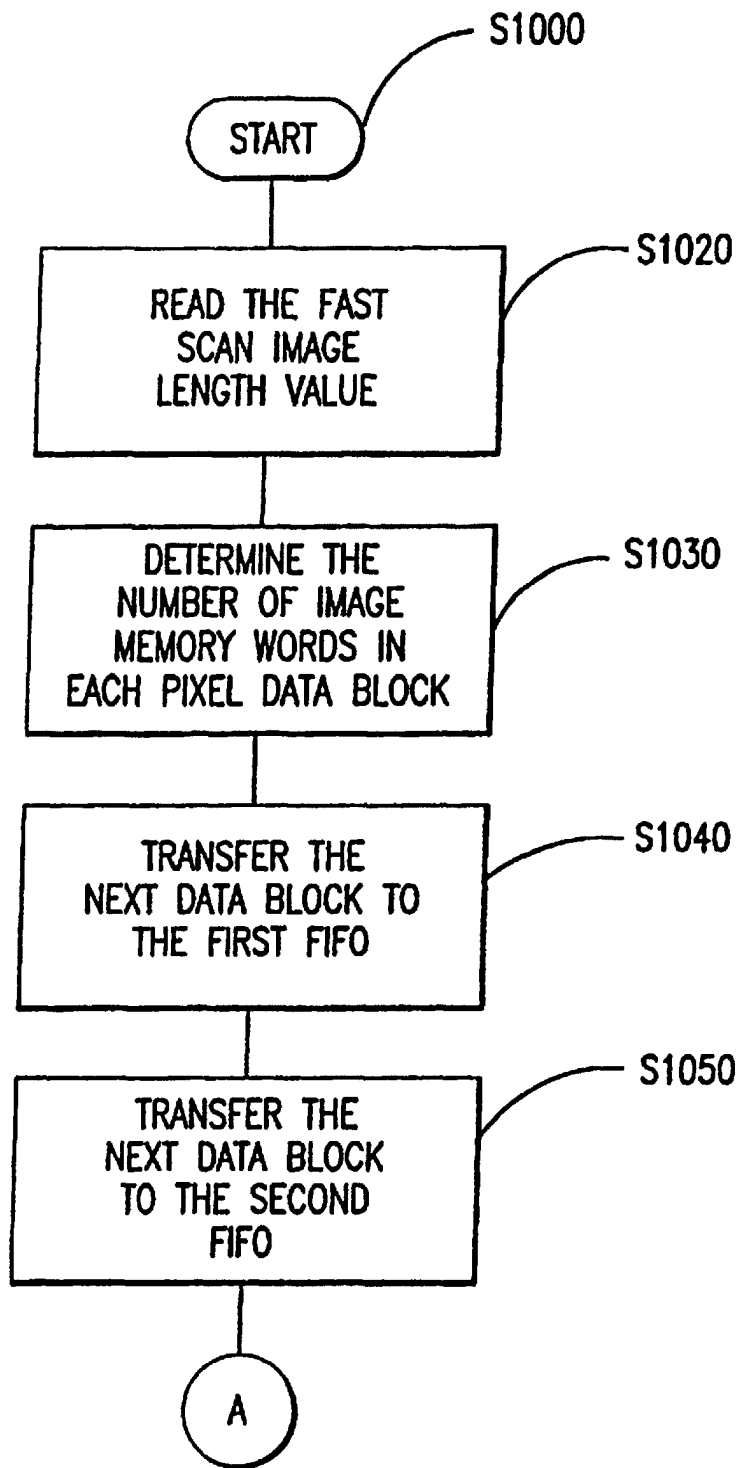 S1000
START
S1020
READ THE FAST
SCAN IMAGE
LENGTH VALUE
S1030
DETERMINE THE
NUMBER OF IMAGE
MEMORY WORDS IN
EACH PIXEL DATA BLOCK
S1040
TRANSFER THE
NEXT DATA BLOCK TO
THE FIRST FIFO
S1050
TRANSFER THE
NEXT DATA BLOCK
TO THE SECOND
FIFO
A